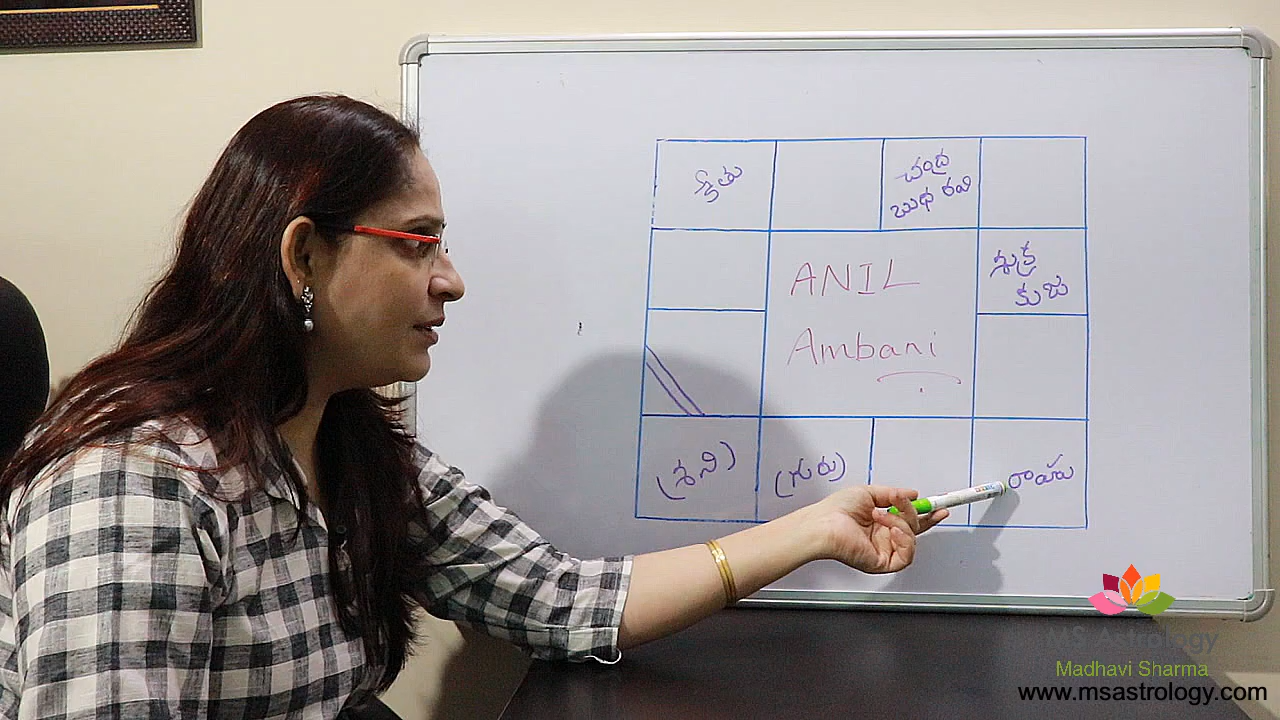 కేతు
చంద్ర
బుధ రవి
శుక్ర
కుజ
ANIL
Ambani
(శని)
(గురు)
రాహు
MS Astrology
Madhavi Sharma
www.msastrology.com